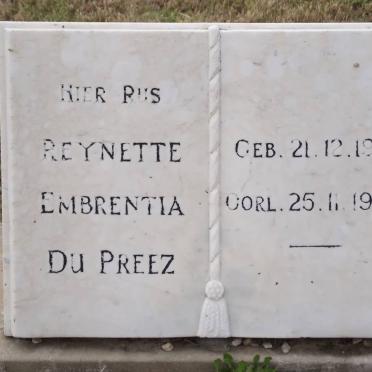 HIER RUS
REYNETTE
EMBRENTIA
DU PREEZ
GEB. 21.12.19
OORL. 25.11.19